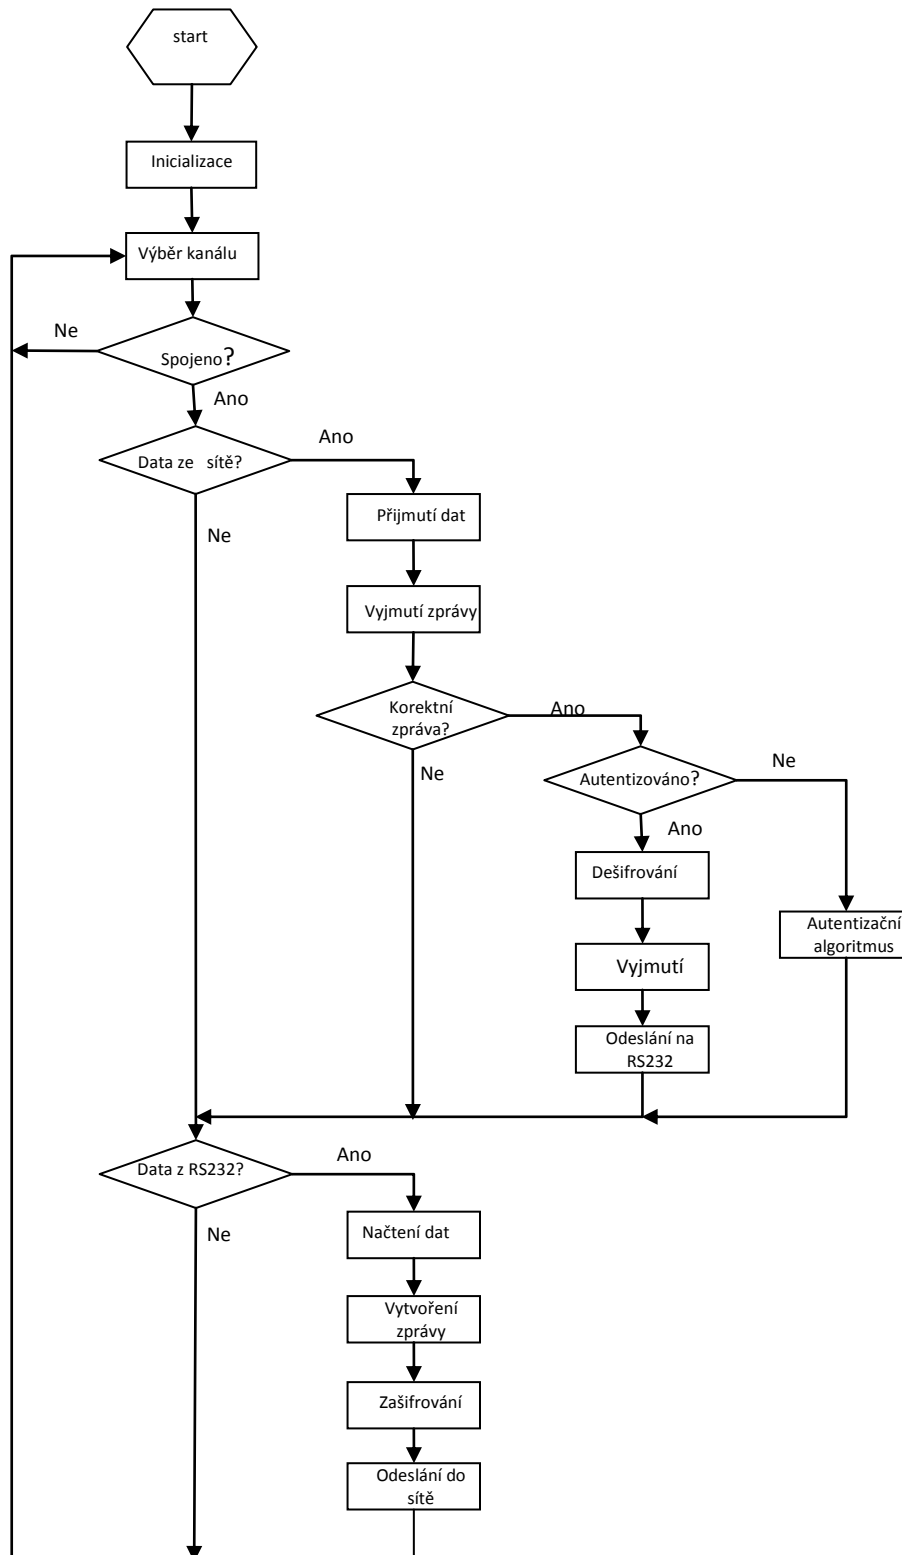 start
Inicializace
Výběr kanálu
Ne
Spojeno?
Ano
Ano
Data ze sítě?
Přijmutí dat
Ne
Vyjmutí zprávy
Korektní
zpráva?
Ano
Ne
Autentizováno?
Ne
Ano
Dešifrování
Autentizační
algoritmus
Vyjmutí
Odeslání na
RS232
Data z RS232?
Ano
Ne
Načtení dat
Vytvoření
zprávy
Zašifrování
Odeslání do
sítě